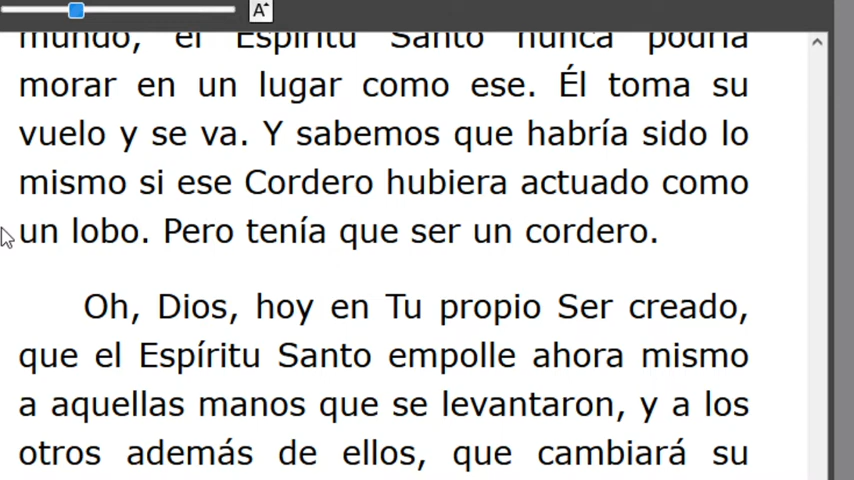 A
mundo, el Espíritu Santo nunca podría
morar en un lugar como ese. Él toma su
vuelo y se va. Y sabemos que habría sido lo
mismo si ese Cordero hubiera actuado como
un lobo. Pero tenía que ser un cordero.
Oh, Dios, hoy en Tu propio Ser creado,
que el Espíritu Santo empolle ahora mismo
a aquellas manos que se levantaron, y a los
otros además de ellos, que cambiará su